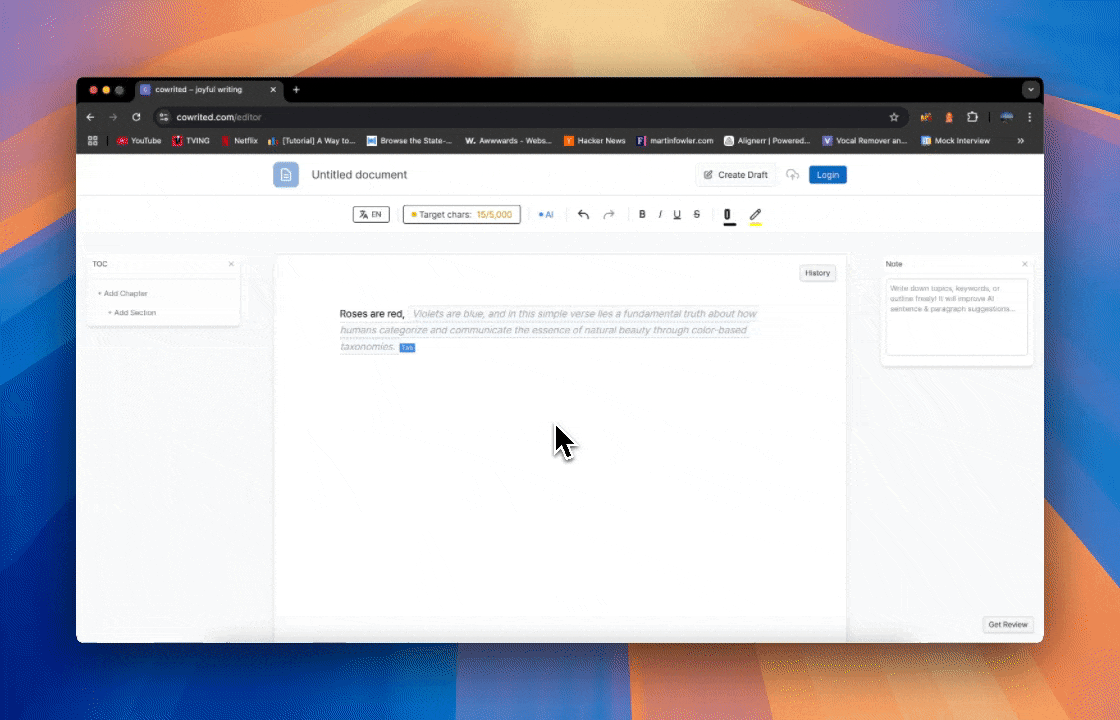 cowrited – joyful writing
cowrited.com/editor
YouTube
TVING
Netflix
[Tutorial] A Way to...
Browse the State-...
W. Awwwards - Webs...
Hacker News
martinfowler.com
Alignerr | Powered...
Vocal Remover an...
Mock Interview
Untitled document
Create Draft
Login
EN
Target chars: 15/5,000
AI
B I U S
TOC
+ Add Chapter
+ Add Section
History
Roses are red, Violets are blue, and in this simple verse lies a fundamental truth about how
humans categorize and communicate the essence of natural beauty through color-based
taxonomies. Tab
Note
Write down topics, keywords, or
outline freely! It will improve AI
sentence & paragraph suggestions...
Get Review